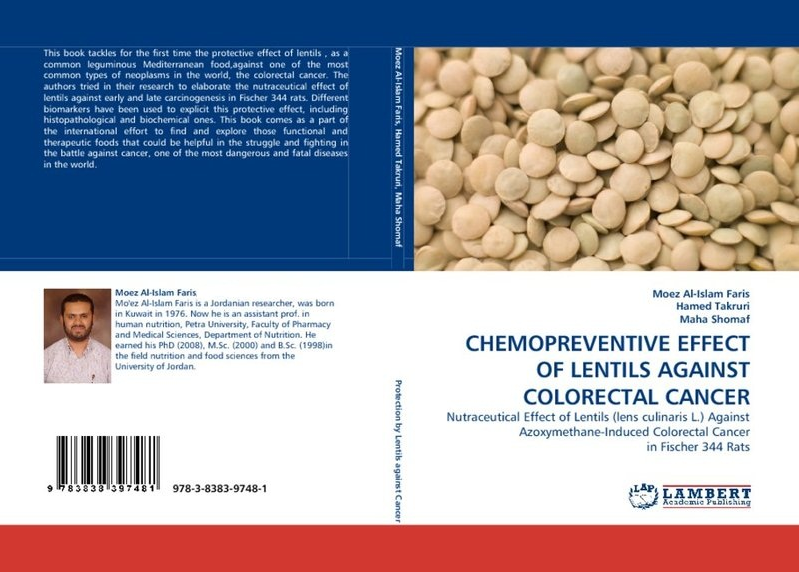 This book tackles for the first time the protective effect of lentils , as a
common leguminous Mediterranean food,against one of the most
common types of neoplasms in the world, the colorectal cancer. The
authors tried in their research to elaborate the nutraceutical effect of
lentils against early and late carcinogenesis in Fischer 344 rats. Different
biomarkers have been used to explicit this protective effect, including
histopathological and biochemical ones. This book comes as a part of
the international effort to find and explore those functional and
therapeutic foods that could be helpful in the struggle and fighting in
the battle against cancer, one of the most dangerous and fatal diseases
in the world.
Moez Al-Islam Faris
Mo'ez Al-Islam Faris is a Jordanian researcher, was born
in Kuwait in 1976. Now he is an assistant prof. in
human nutrition, Petra University, Faculty of Pharmacy
and Medical Sciences, Department of Nutrition. He
earned his PhD (2008), M.Sc. (2000) and B.Sc. (1998)in
the field nutrition and food sciences from the
University of Jordan.
9 783838 397481
978-3-8383-9748-1
Moez Al-Islam Faris, Hamed Takruri, Maha Shomaf
Protection by Lentils against Cancer
Moez Al-Islam Faris
Hamed Takruri
Maha Shomaf
CHEMOPREVENTIVE EFFECT
OF LENTILS AGAINST
COLORECTAL CANCER
Nutraceutical Effect of Lentils (lens culinaris L.) Against
Azoxymethane-Induced Colorectal Cancer
in Fischer 344 Rats
LAP LAMBERT
Academic Publishing